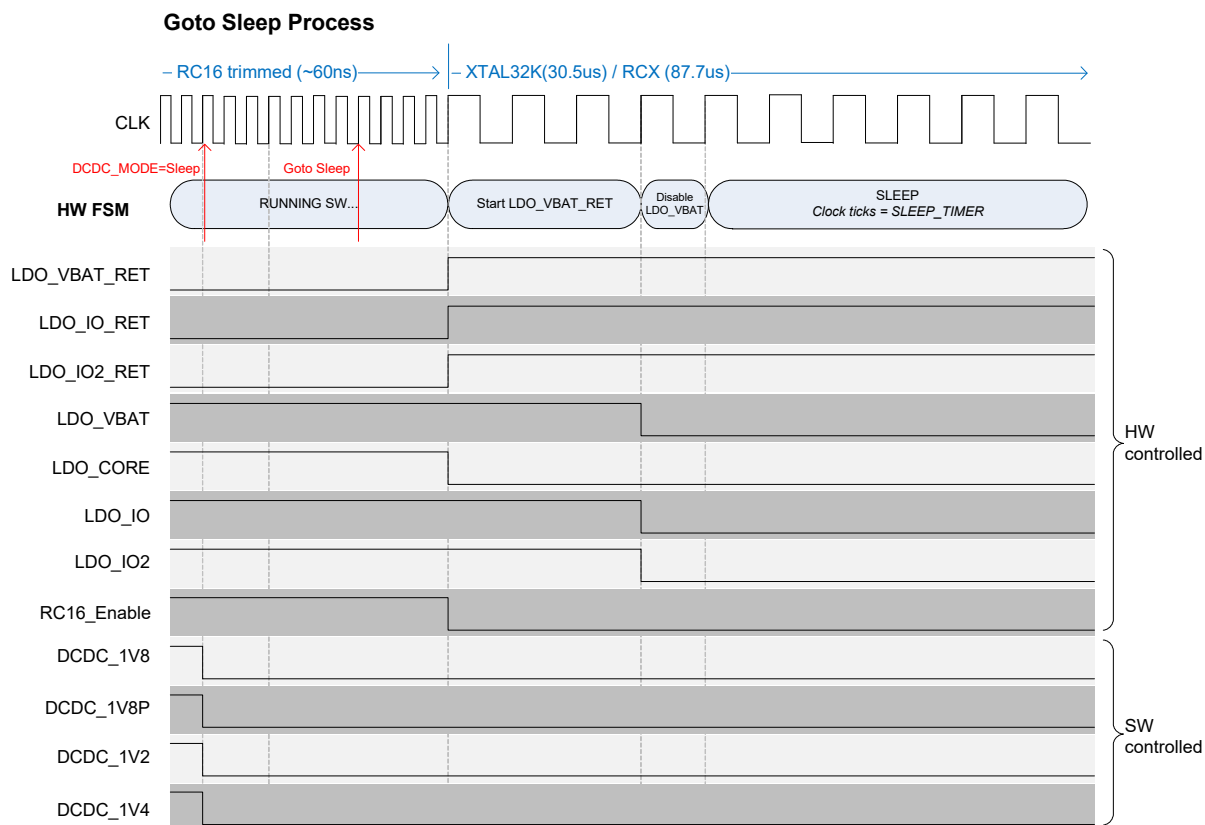 Goto Sleep Process
RC16 trimmed (~60ns)
XTAL32K(30.5us) / RCX (87.7us)
CLK
DCDC_MODE=Sleep
Goto Sleep
HW FSM
RUNNING SW...
Start LDO_VBAT_RET
Disable
LDO_VBAT
SLEEP
Clock ticks = SLEEP_TIMER
LDO_VBAT_RET
LDO_IO_RET
LDO_IO2_RET
LDO_VBAT
LDO_CORE
LDO_IO
LDO_IO2
RC16_Enable
HW
controlled
DCDC_1V8
DCDC_1V8P
DCDC_1V2
DCDC_1V4
SW
controlled